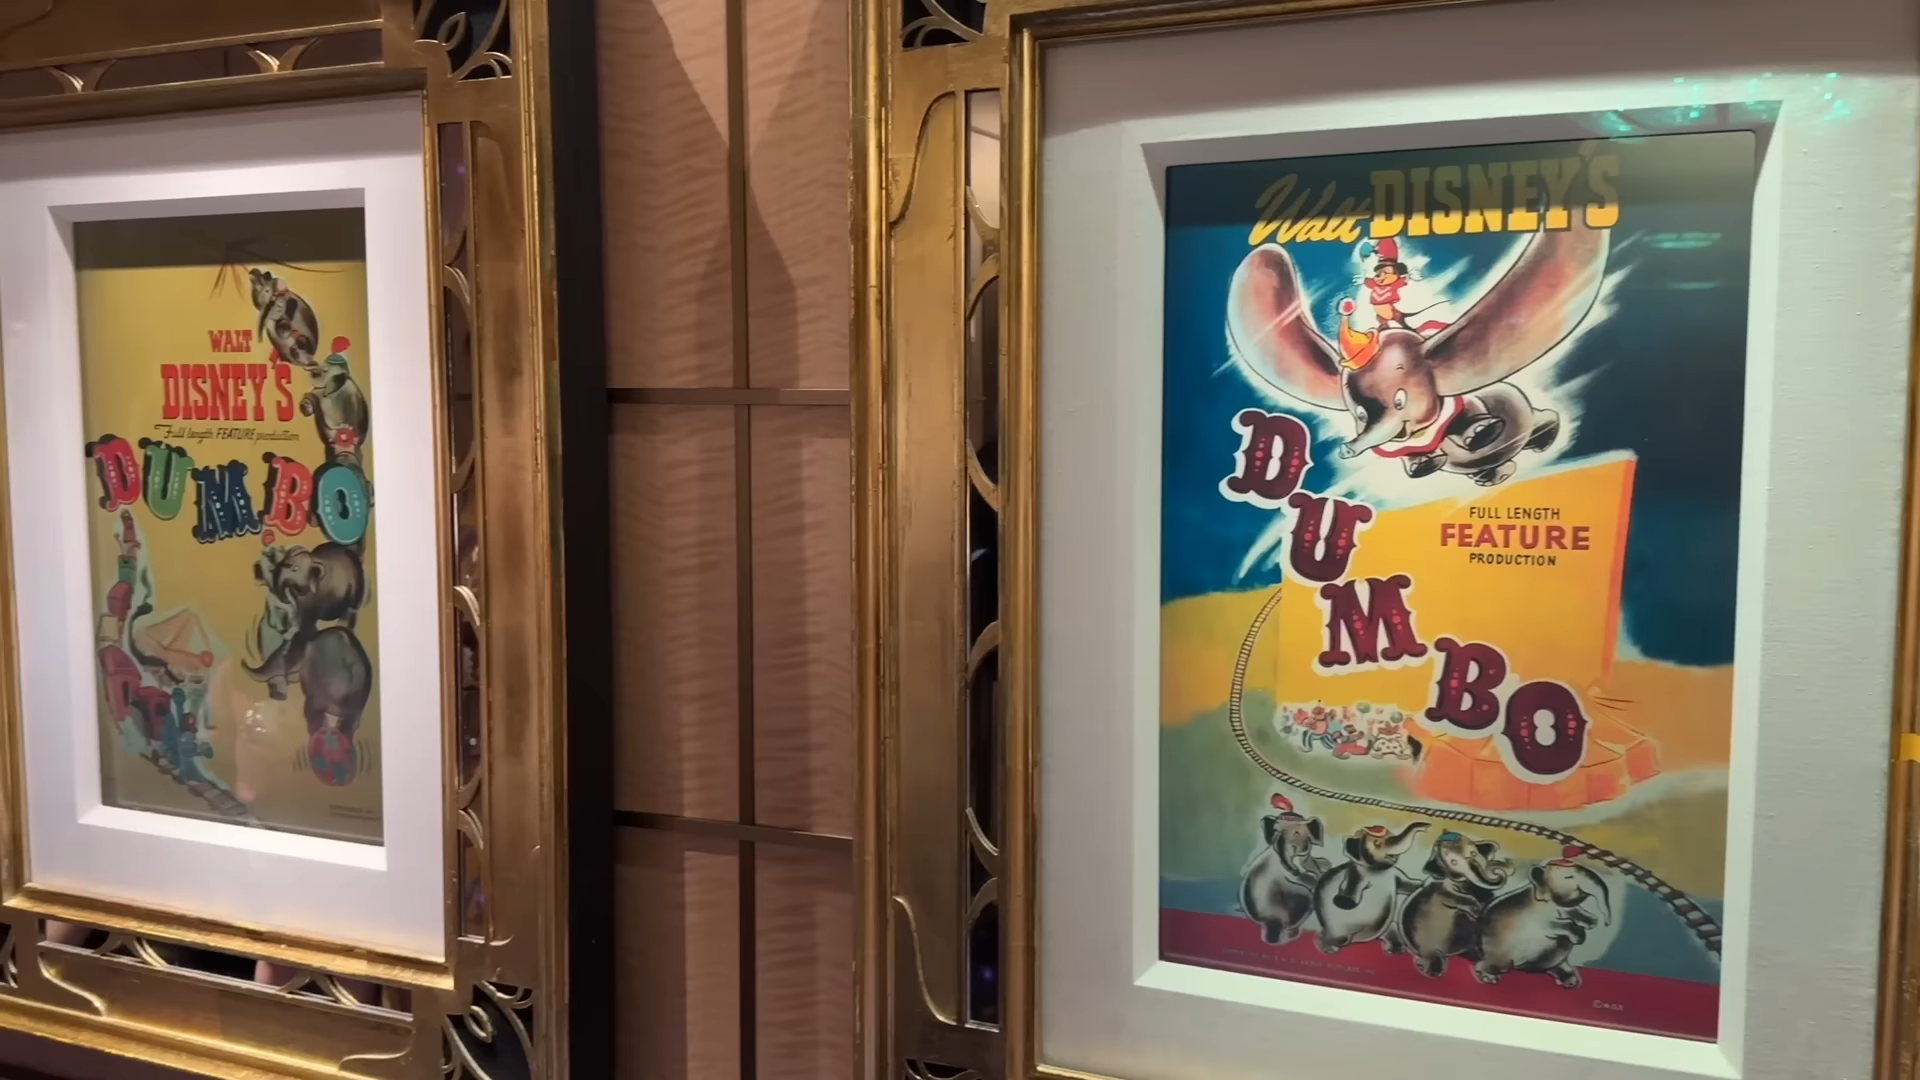 WALT
DISNEY'S
Full length FEATURE production
DUMBO
Walt DISNEY'S
DUMBO
FULL LENGTH
FEATURE
PRODUCTION